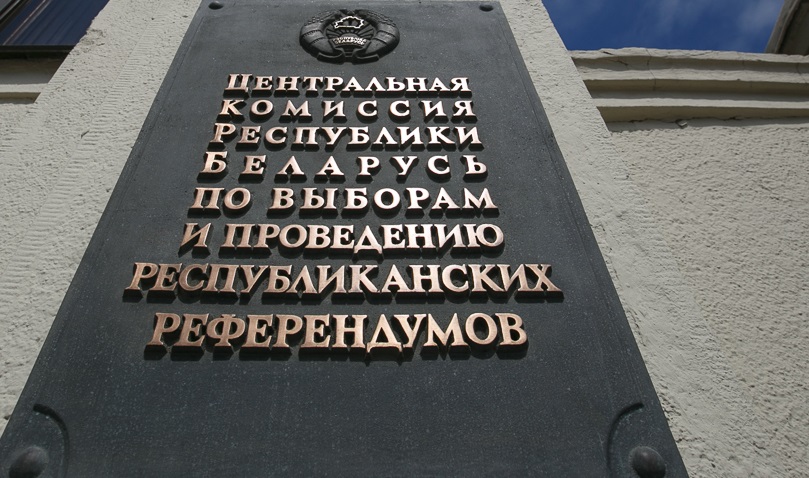 ЦЕНТРАЛЬНАЯ
КОМИССИЯ
РЕСПУБЛИКИ
БЕЛАРУСЬ
ПО ВЫБОРАМ
И ПРОВЕДЕНИЮ
РЕСПУБЛИКАНСКИХ
РЕФЕРЕНДУМОВ